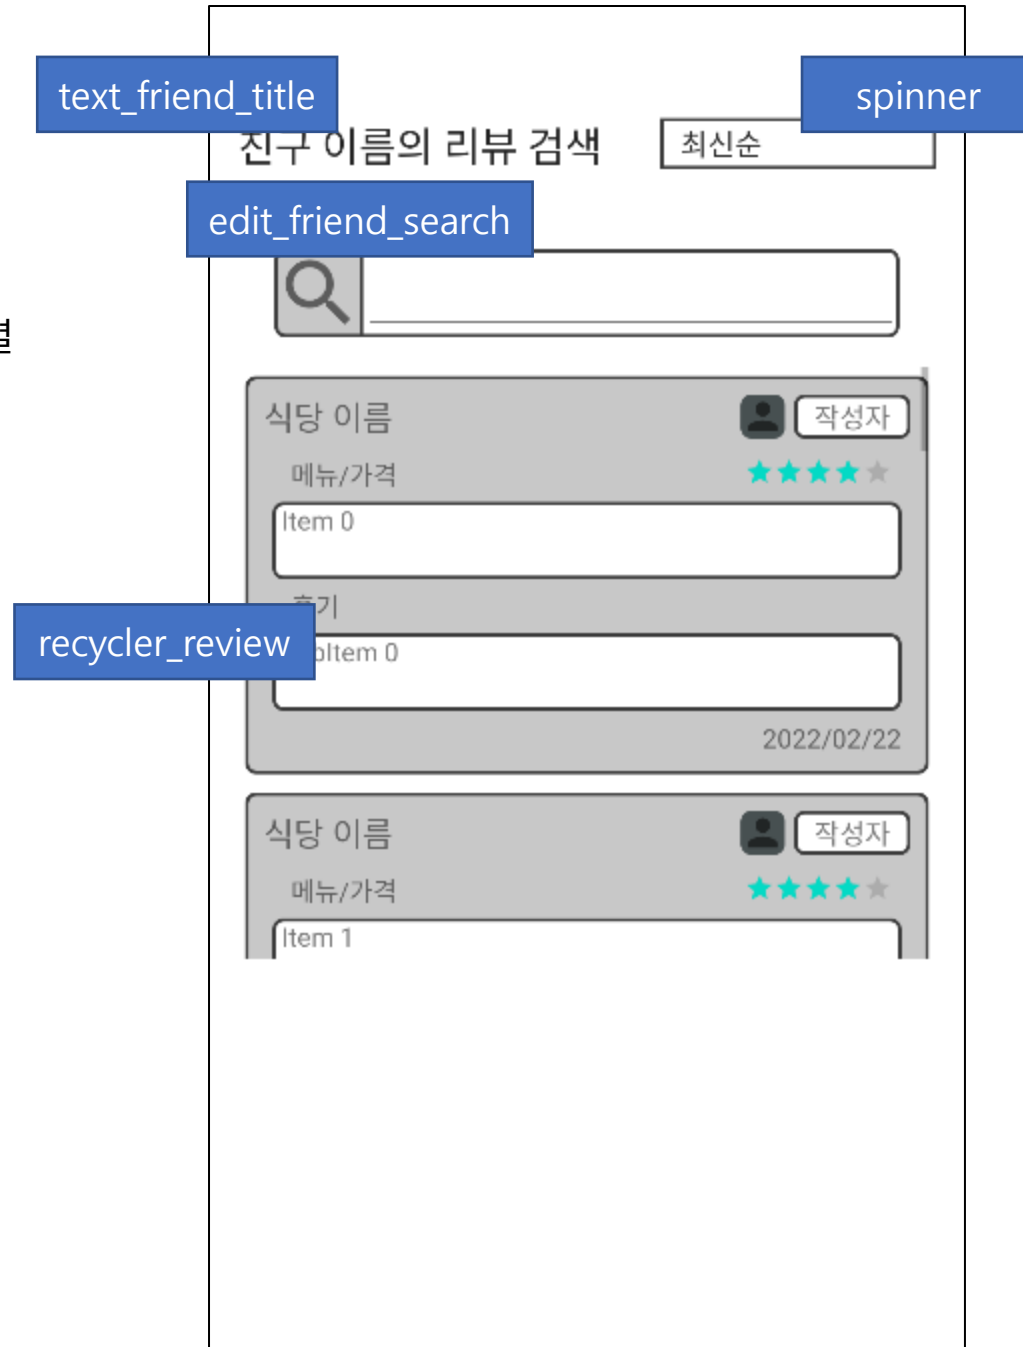 text_friend_title
spinner
친구 이름의 리뷰 검색
최신순
edit_friend_search
식당 이름
작성자
메뉴/가격
Item 0
후기
recycler_review
Item 0
2022/02/22
식당 이름
작성자
메뉴/가격
Item 1